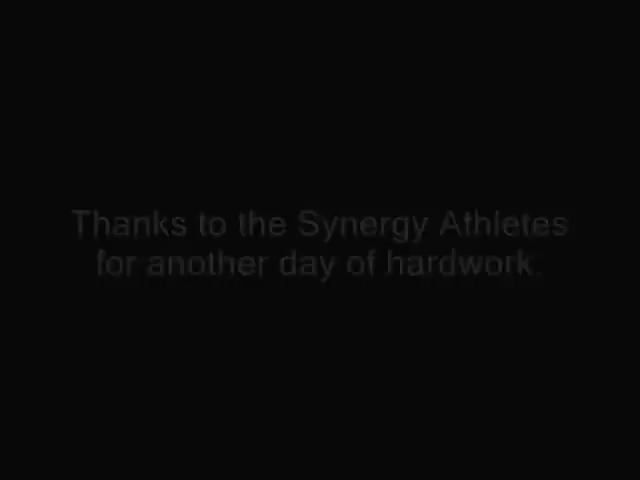 Thanks to the Synergy Athletes
for another day of hardwork.